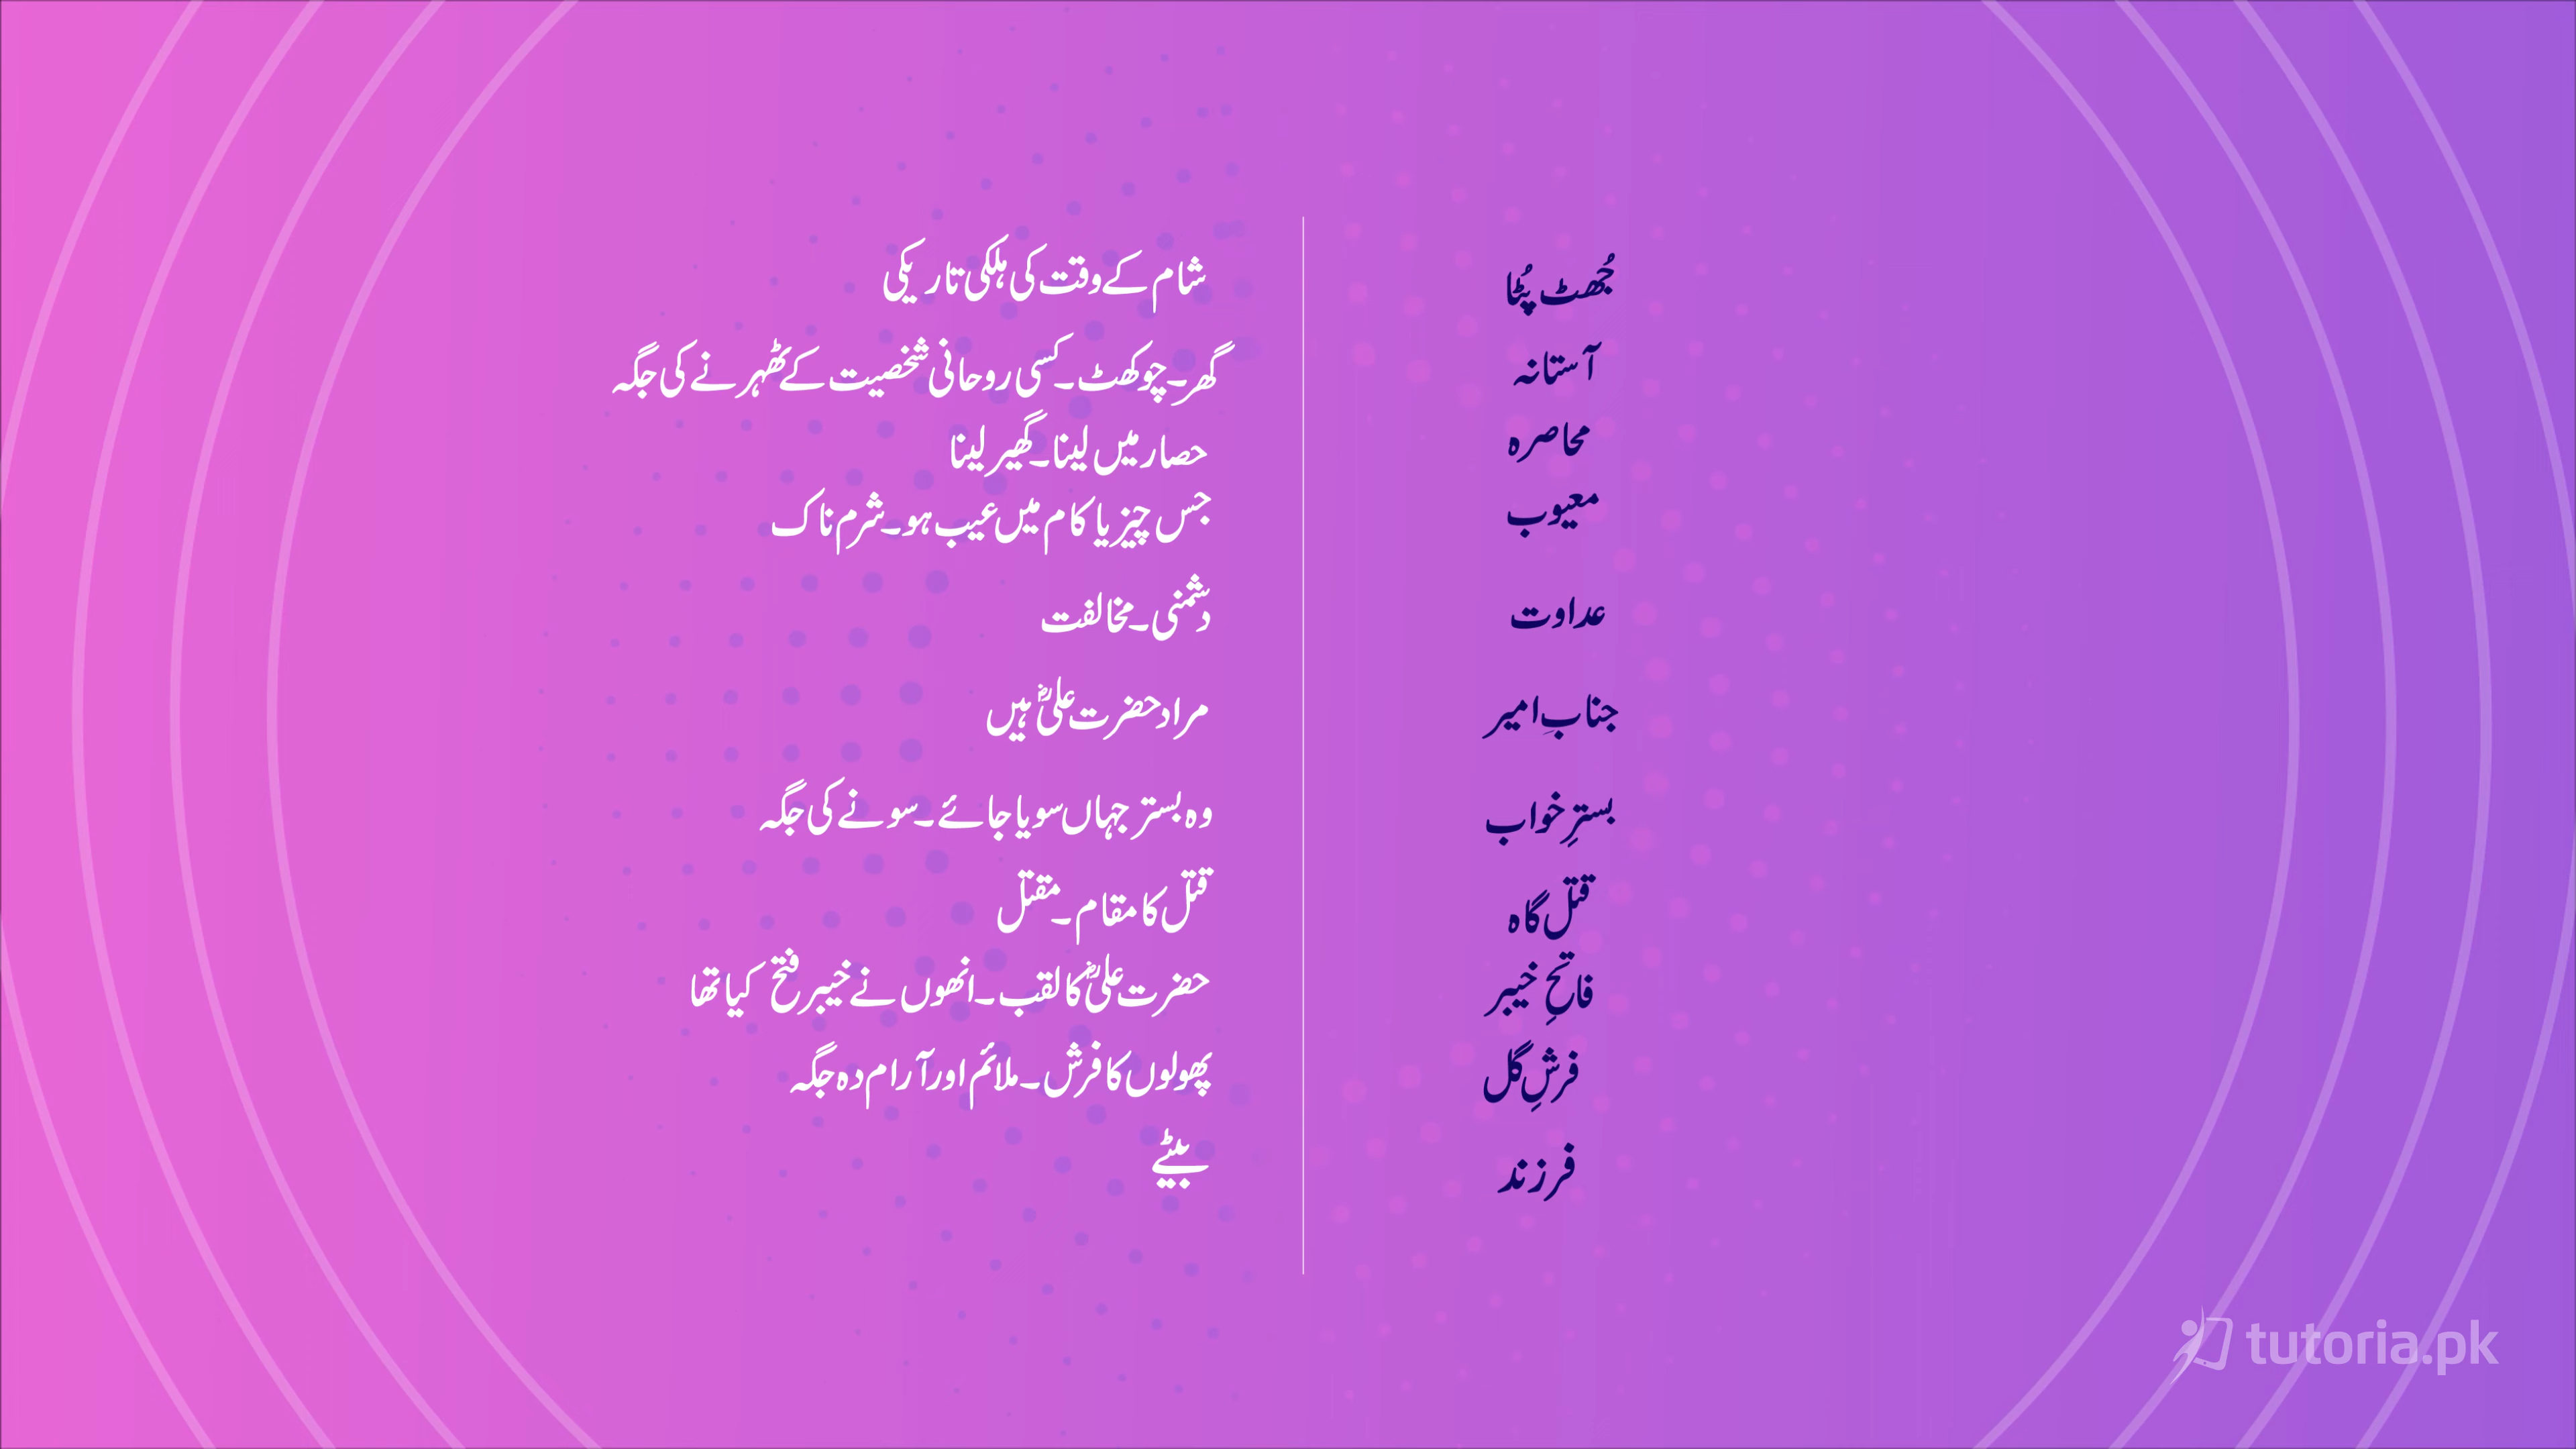 جُھٹ پُٹا شام کے وقت کی ہلکی تاریکی
آستانہ گھر۔ چوکھٹ۔ کسی روحانی شخصیت کے ٹھہرنے کی جگہ
محاصرہ حصار میں لینا۔ گھیر لینا
معیوب جس چیز یا کام میں عیب ہو۔ شرم ناک
عداوت دشمنی۔ مخالفت
جنابِ امیر مراد حضرت علیؓ ہیں
بسترِ خواب وہ بستر جہاں سویا جائے۔ سونے کی جگہ
قتل گاہ قتل کا مقام۔ مقتل
فاتحِ خیبر حضرت علیؓ کا لقب۔ انھوں نے خیبر فتح کیا تھا
فرشِ گل پھولوں کا فرش۔ ملائم اور آرام دہ جگہ
فرزند بیٹے
tutoria.pk